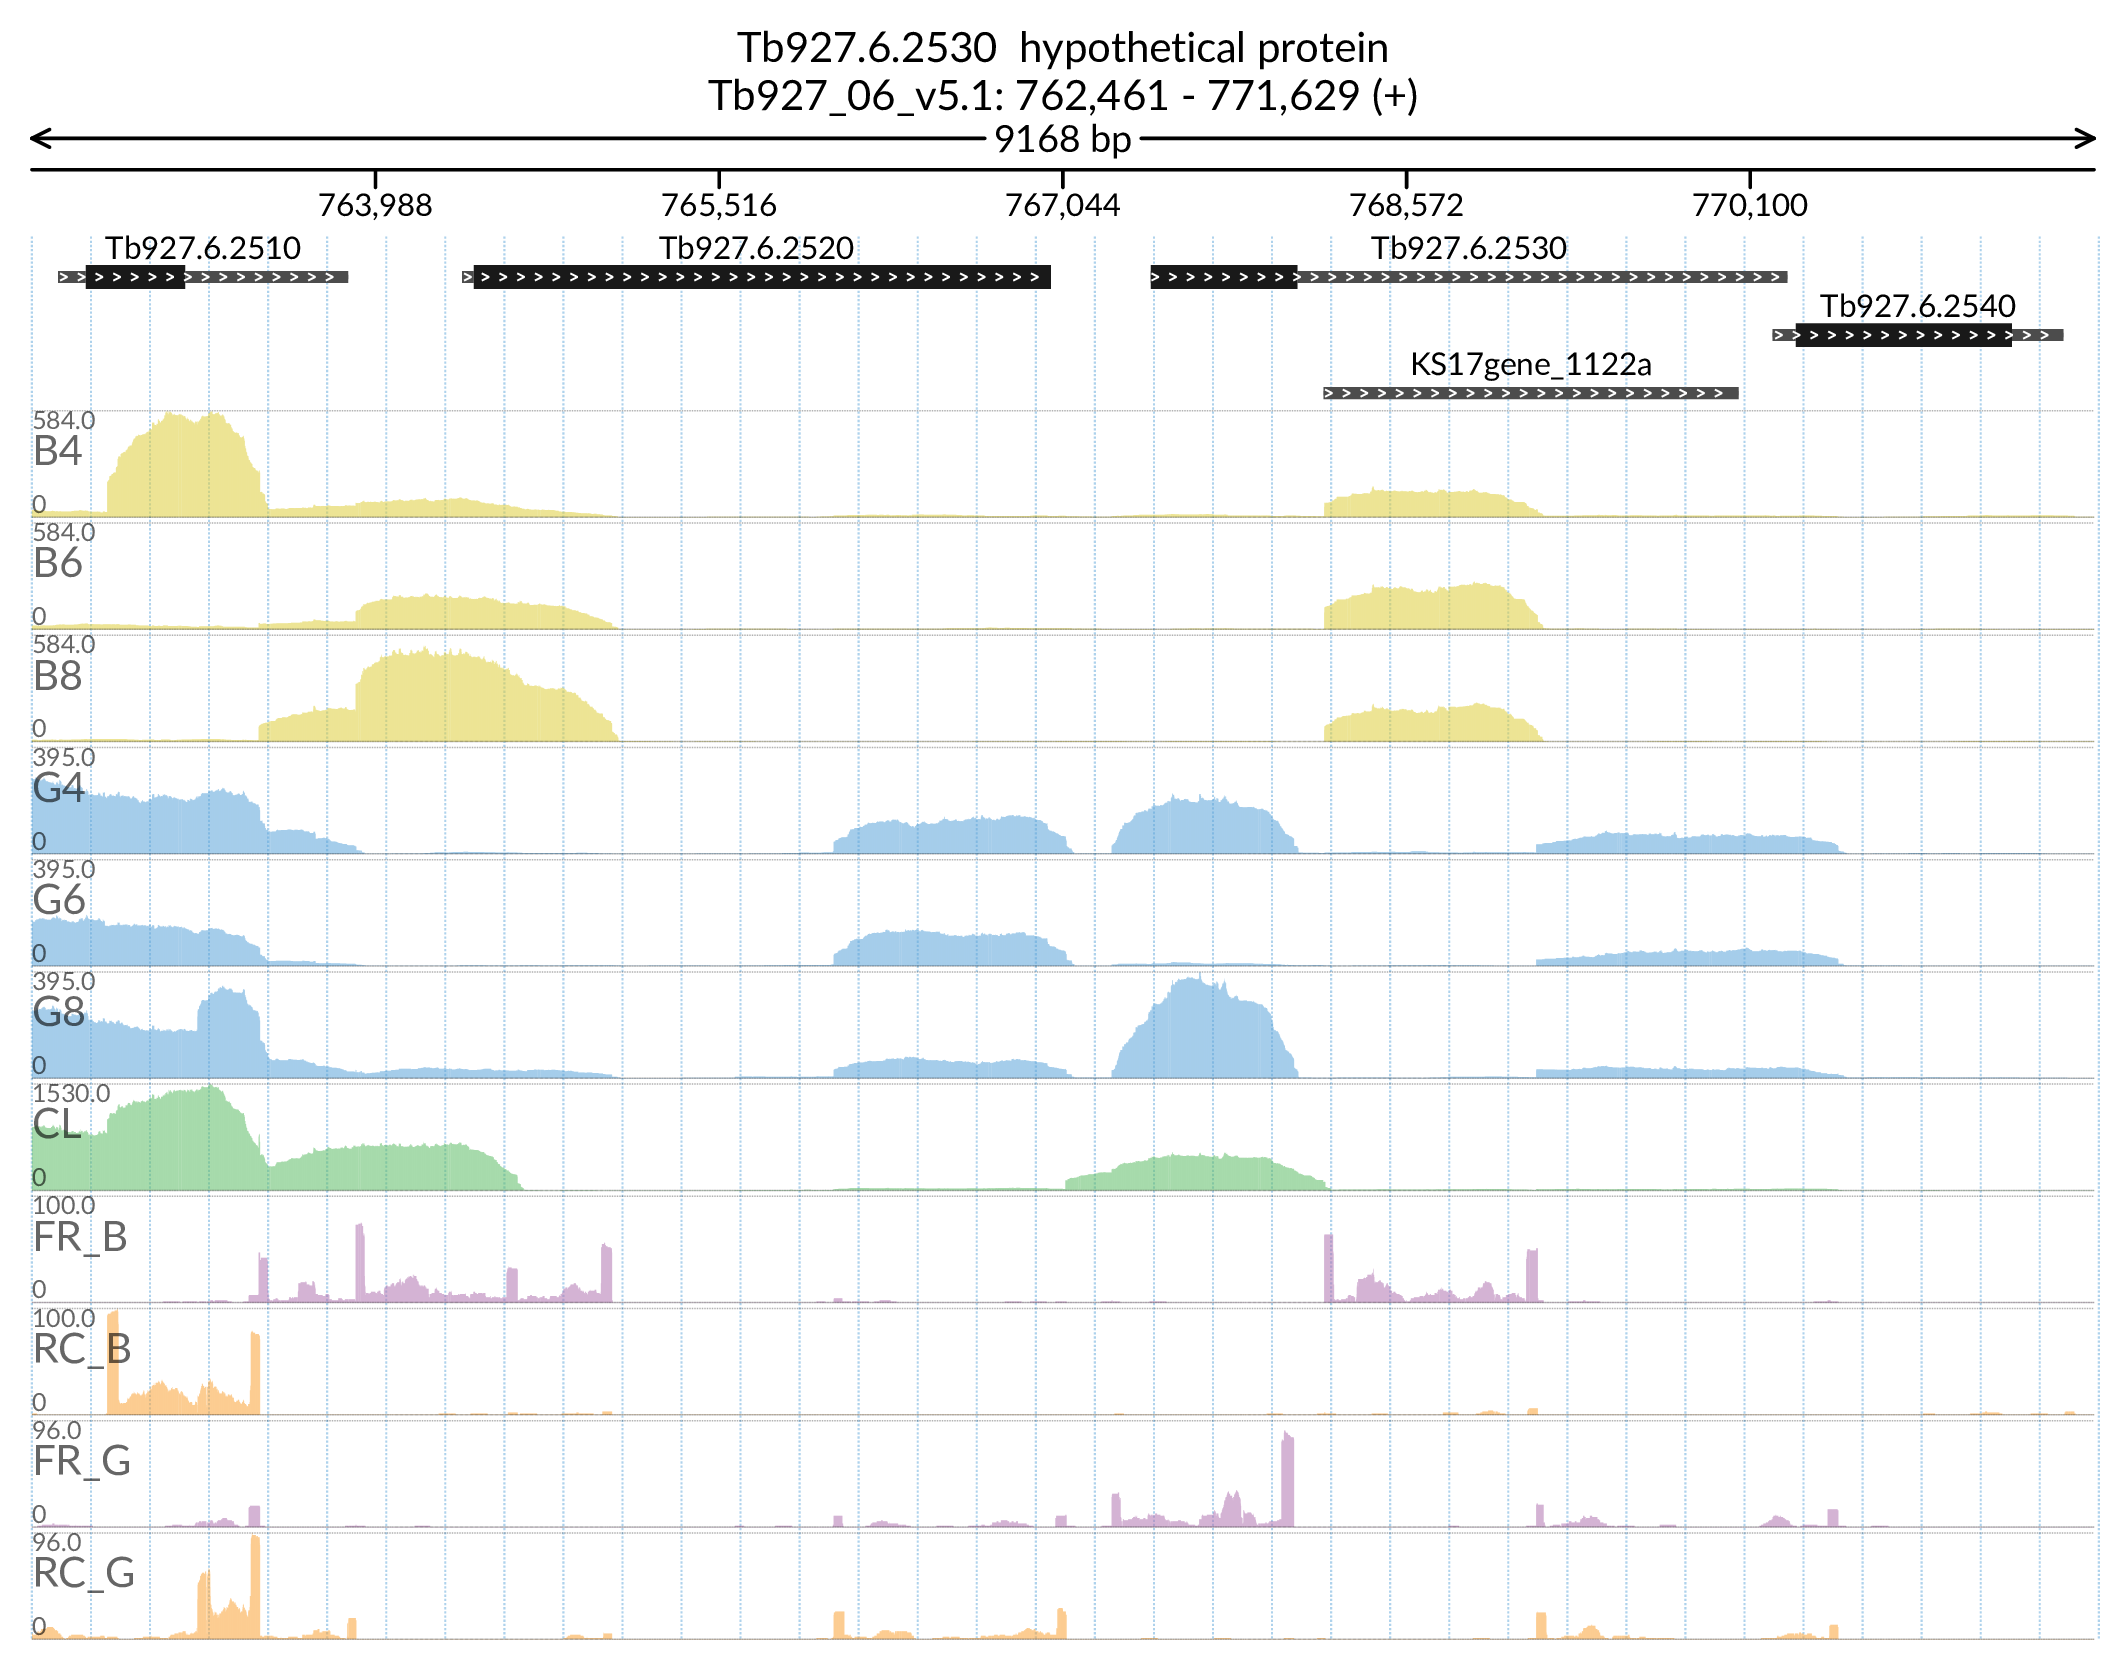 Tb927.6.2530  hypothetical protein
Tb927_06_v5.1: 762,461 - 771,629 (+)
9168 bp
763,988 765,516 767,044 768,572 770,100
Tb927.6.2510 Tb927.6.2520 Tb927.6.2530
Tb927.6.2540
KS17gene_1122a
584.0
B4
0
584.0
B6
0
584.0
B8
0
395.0
G4
0
395.0
G6
0
395.0
G8
0
1530.0
CL
0
100.0
FR_B
0
100.0
RC_B
0
96.0
FR_G
0
96.0
RC_G
0